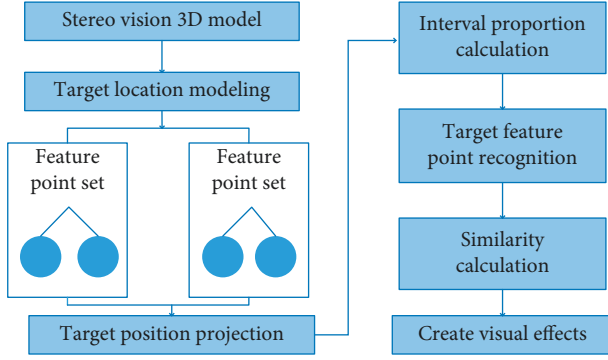 Stereo vision 3D model
Target location modeling
Feature
point set
Feature
point set
Target position projection
Interval proportion
calculation
Target feature
point recognition
Similarity
calculation
Create visual effects